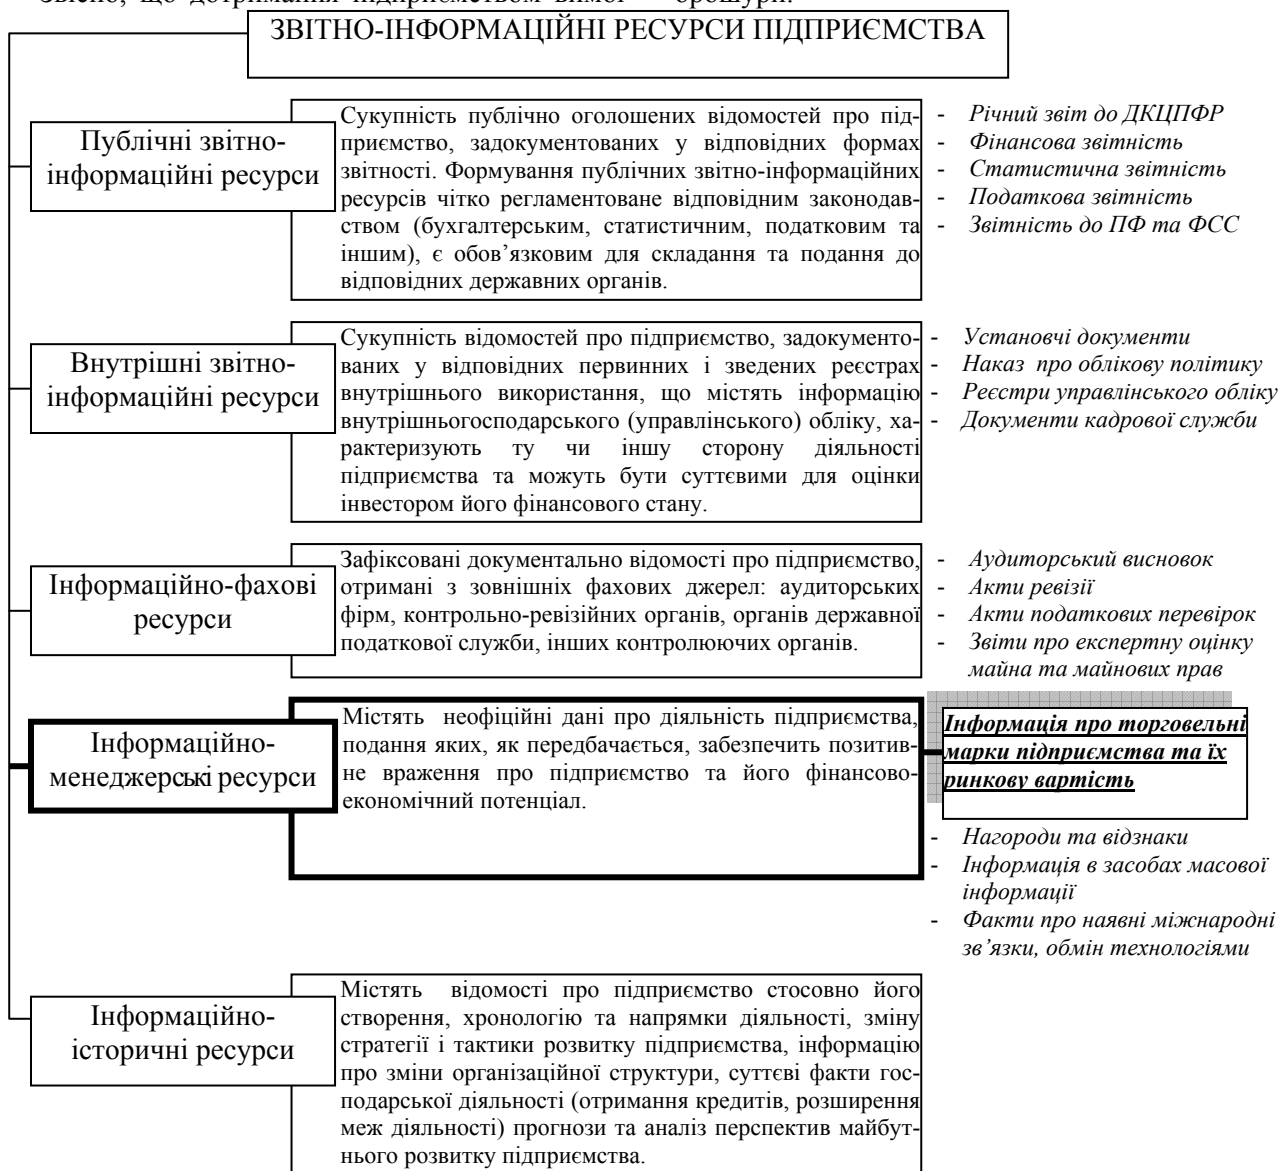 Звісно, що дотримання підприємством вимог брошури.
ЗВІТНО-ІНФОРМАЦІЙНІ РЕСУРСИ ПІДПРИЄМСТВА
Публічні звітно-
інформаційні ресурси
Сукупність публічно оголошених відомостей про під-
приємство, задокументованих у відповідних формах
звітності. Формування публічних звітно-інформаційних
ресурсів чітко регламентоване відповідним законодав-
ством (бухгалтерським, статистичним, податковим та
іншим), є обов’язковим для складання та подання до
відповідних державних органів.
- Річний звіт до ДКЦПФР
- Фінансова звітність
- Статистична звітність
- Податкова звітність
- Звітність до ПФ та ФСС
Внутрішні звітно-
інформаційні ресурси
Сукупність відомостей про підприємство, задокументо-
ваних у відповідних первинних і зведених реєстрах
внутрішнього використання, що містять інформацію
внутрішньогосподарського (управлінського) обліку, ха-
рактеризують ту чи іншу сторону діяльності
підприємства та можуть бути суттєвими для оцінки
інвестором його фінансового стану.
- Установчі документи
- Наказ про облікову політику
- Реєстри управлінського обліку
- Документи кадрової служби
Інформаційно-фахові
ресурси
Зафіксовані документально відомості про підприємство,
отримані з зовнішніх фахових джерел: аудиторських
фірм, контрольно-ревізійних органів, органів державної
податкової служби, інших контролюючих органів.
- Аудиторський висновок
- Акти ревізії
- Акти податкових перевірок
- Звіти про експертну оцінку
майна та майнових прав
Інформаційно-
менеджерські ресурси
Містять неофіційні дані про діяльність підприємства,
подання яких, як передбачається, забезпечить позитив-
не враження про підприємство та його фінансово-
економічний потенціал.
Інформація про торговельні
марки підприємства та їх
ринкову вартість
- Нагороди та відзнаки
- Інформація в засобах масової
інформації
- Факти про наявні міжнародні
зв’язки, обмін технологіями
Інформаційно-
історичні ресурси
Містять відомості про підприємство стосовно його
створення, хронологію та напрямки діяльності, зміну
стратегії і тактики розвитку підприємства, інформацію
про зміни організаційної структури, суттєві факти гос-
подарської діяльності (отримання кредитів, розширення
меж діяльності) прогнози та аналіз перспектив майбут-
нього розвитку підприємства.